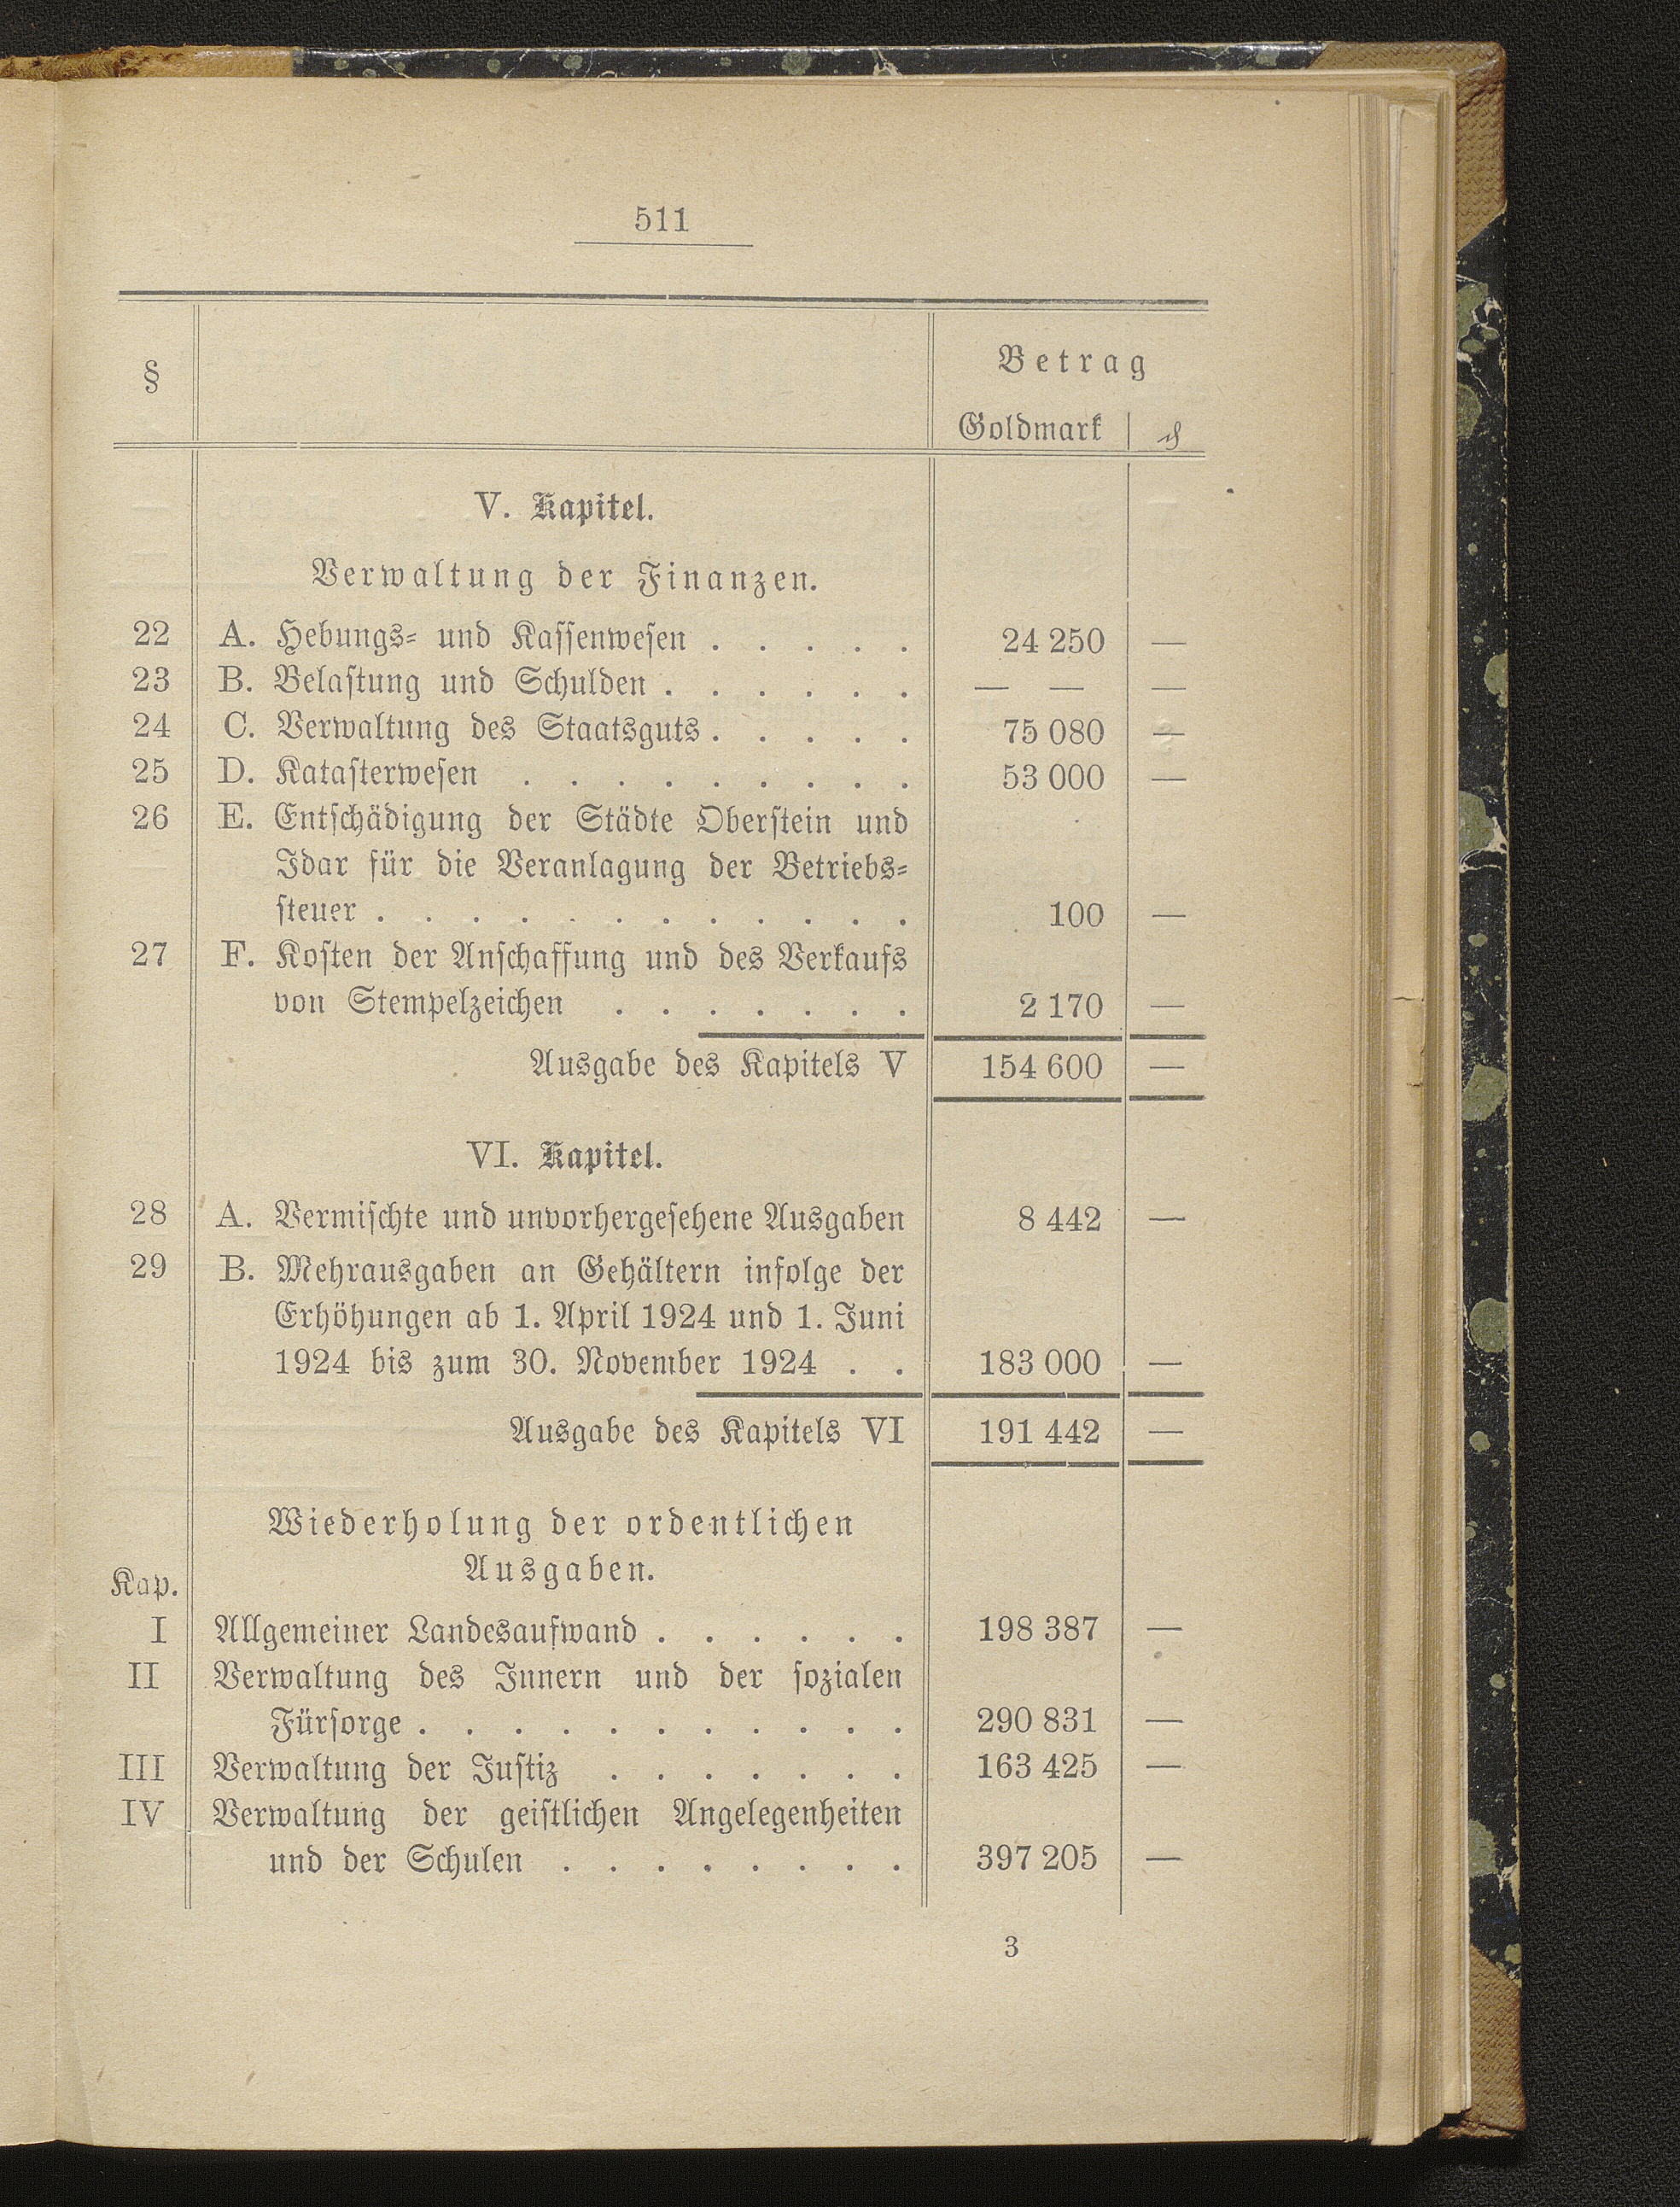 511
§ Betrag
Goldmark ₰
V. Kapitel.
Verwaltung der Finanzen.
22 A. Hebungs- und Kassenwesen . . . . . 24 250 —
23 B. Belastung und Schulden . . . . . . — — —
24 C. Verwaltung des Staatsguts . . . . . 75 080 —
25 D. Katasterwesen . . . . . . . . . 53 000 —
26 E. Entschädigung der Städte Oberstein und
Idar für die Veranlagung der Betriebs-
steuer . . . . . . . . . . . . 100 —
27 F. Kosten der Anschaffung und des Verkaufs
von Stempelzeichen . . . . . . . 2 170 —
Ausgabe des Kapitels V 154 600 —
VI. Kapitel.
28 A. Vermischte und unvorhergesehene Ausgaben 8 442 —
29 B. Mehrausgaben an Gehältern infolge der
Erhöhungen ab 1. April 1924 und 1. Juni
1924 bis zum 30. November 1924 . . 183 000 —
Ausgabe des Kapitels VI 191 442 —
Wiederholung der ordentlichen
Ausgaben.
Kap.
I Allgemeiner Landesaufwand . . . . . . 198 387 —
II Verwaltung des Innern und der sozialen
Fürsorge . . . . . . . . . . . 290 831 —
III Verwaltung der Justiz . . . . . . . 163 425 —
IV Verwaltung der geistlichen Angelegenheiten
und der Schulen . . . . . . . . 397 205 —
3